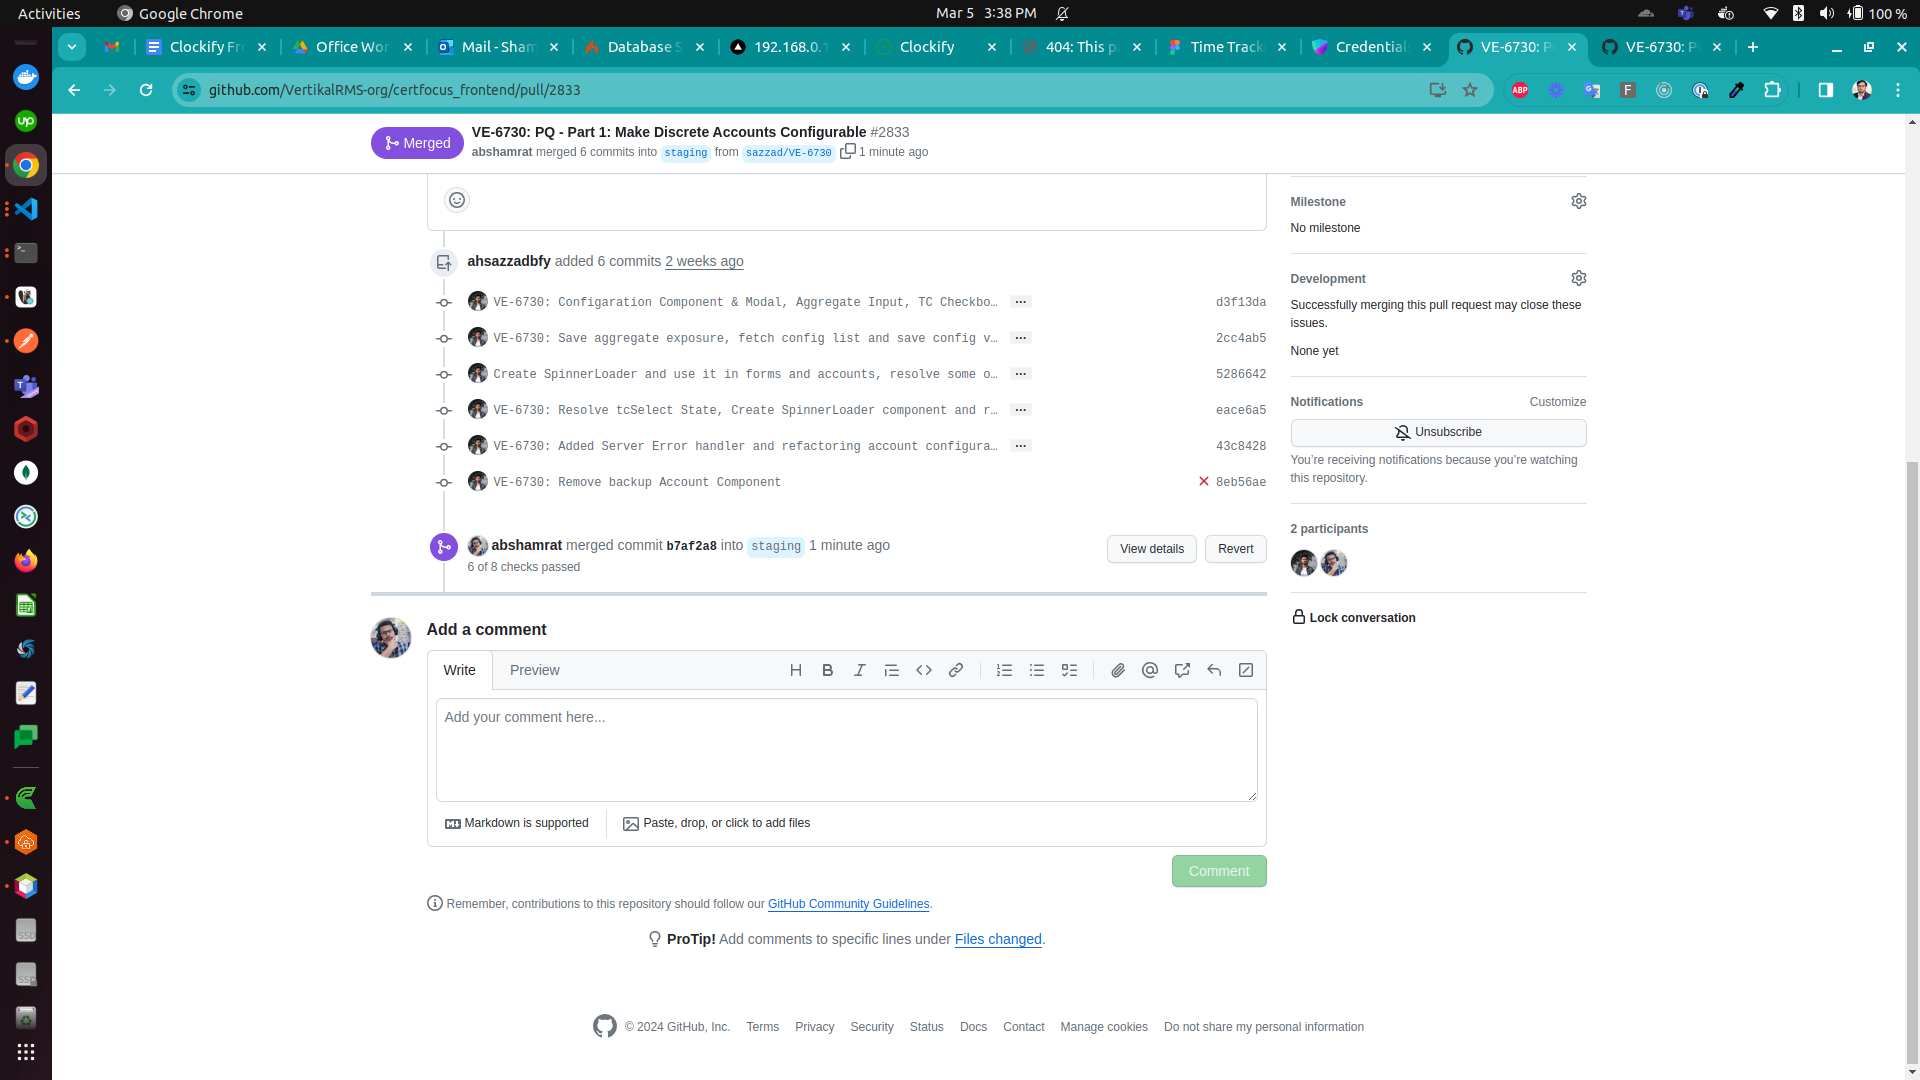 Activities
Google Chrome
Mar 5 3:38 PM
100 %
Clockify Fr
Office Wor
Mail - Sham
Database S
192.168.0.1
Clockify
404: This p
Time Track
Credentials
VE-6730: P
VE-6730: P
github.com/VertikalRMS-org/certfocus_frontend/pull/2833
ABP
Merged
VE-6730: PQ - Part 1: Make Discrete Accounts Configurable #2833
abshamrat merged 6 commits into staging from sazzad/VE-6730 1 minute ago
ahsazzadbfy added 6 commits 2 weeks ago
VE-6730: Configaration Component & Modal, Aggregate Input, TC Checkbo… ... d3f13da
VE-6730: Save aggregate exposure, fetch config list and save config v… ... 2cc4ab5
Create SpinnerLoader and use it in forms and accounts, resolve some o… ... 5286642
VE-6730: Resolve tcSelect State, Create SpinnerLoader component and r… ... eace6a5
VE-6730: Added Server Error handler and refactoring account configura… ... 43c8428
VE-6730: Remove backup Account Component 8eb56ae
abshamrat merged commit b7af2a8 into staging 1 minute ago
6 of 8 checks passed
View details
Revert
Add a comment
Write
Preview
Add your comment here...
Markdown is supported
Paste, drop, or click to add files
Comment
Remember, contributions to this repository should follow our GitHub Community Guidelines.
ProTip! Add comments to specific lines under Files changed.
Milestone
No milestone
Development
Successfully merging this pull request may close these
issues.
None yet
Notifications
Customize
Unsubscribe
You're receiving notifications because you're watching
this repository.
2 participants
Lock conversation
© 2024 GitHub, Inc.
Terms
Privacy
Security
Status
Docs
Contact
Manage cookies
Do not share my personal information